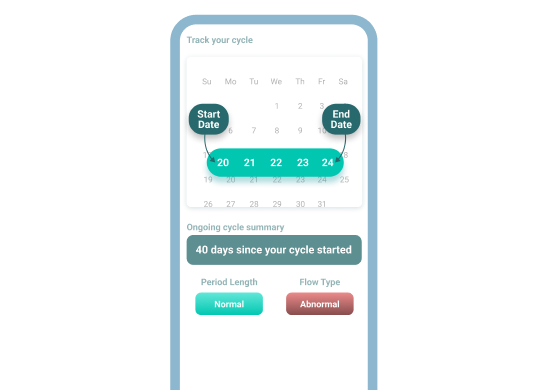 Track your cycle
Su Mo Tu We Th Fr Sa
1 2 3
Start
Date
End
Date
6 7 8 9 10
20 21 22 23 24
19 20 21 22 23 24 25
26 27 28 29 30 31
Ongoing cycle summary
40 days since your cycle started
Period Length Flow Type
Normal Abnormal